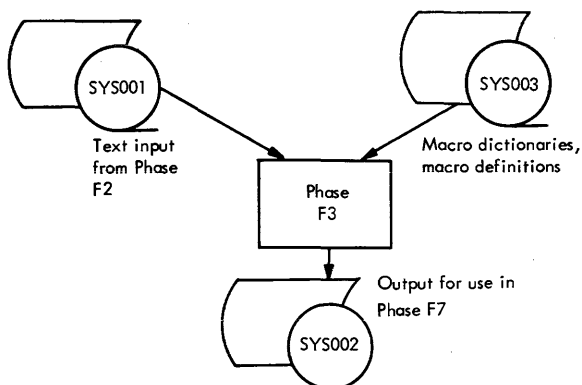 SYS001
SYS003
Text input
from Phase
F2
Macro dictionaries,
macro definitions
Phase
F3
Output for use in
Phase F7
SYS002